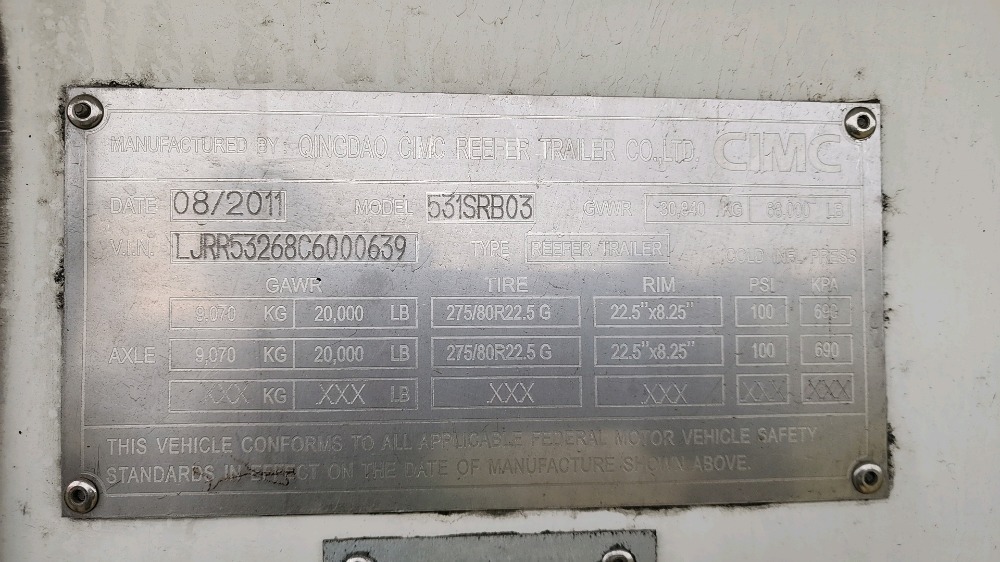 MANUFACTURED BY: QINGDAO CIMC REEFER TRAILER CO.,LTD. CIMC
DATE 08/2011 MODEL 531SRB03 GVWR 30,840 KG 68,000 LB
V.I.N. LJRR53268C6000639 TYPE REEFER TRAILER COLD INF. PRESS
GAWR TIRE RIM PSI KPA
9,070 KG 20,000 LB 275/80R22.5 G 22.5"x8.25" 100 690
AXLE 9,070 KG 20,000 LB 275/80R22.5 G 22.5"x8.25" 100 690
XXX KG XXX LB XXX XXX XXX XXX
THIS VEHICLE CONFORMS TO ALL APPLICABLE FEDERAL MOTOR VEHICLE SAFETY
STANDARDS IN EFFECT ON THE DATE OF MANUFACTURE SHOWN ABOVE.